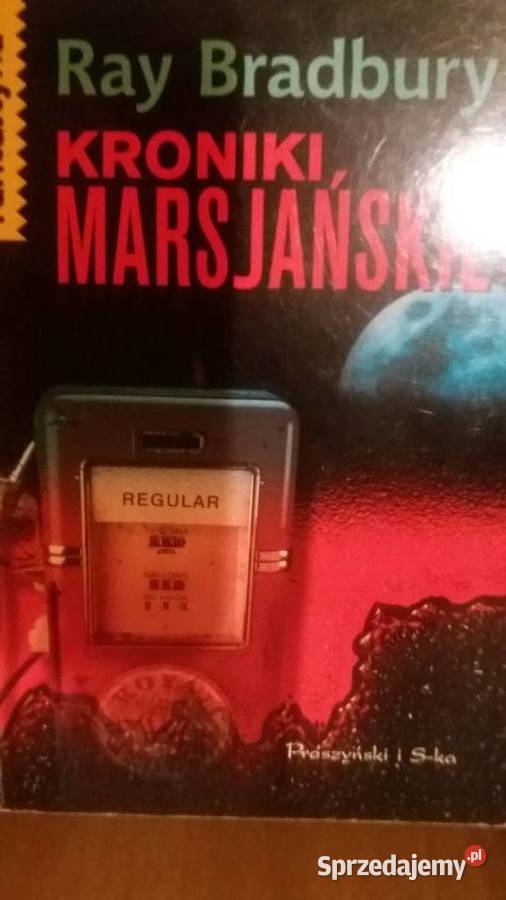 Ray Bradbury
KRONIKI
MARSJAŃSKIE
REGULAR
Prószyński i S-ka
Sprzedajemy.pl